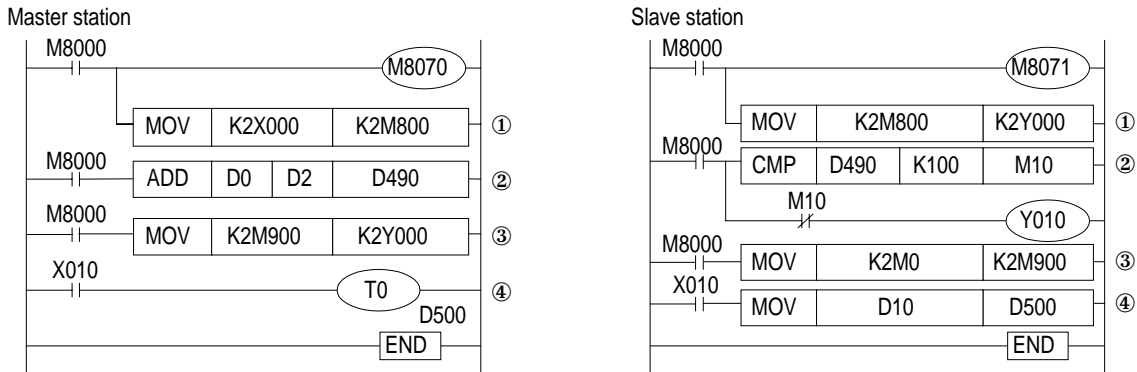 Master station
M8000
M8070
MOV K2X000 K2M800 ①
M8000
ADD D0 D2 D490 ②
M8000
MOV K2M900 K2Y000 ③
X010
T0 ④
D500
END
Slave station
M8000
M8071
MOV K2M800 K2Y000 ①
M8000
CMP D490 K100 M10 ②
M10
Y010
M8000
MOV K2M0 K2M900 ③
X010
MOV D10 D500 ④
END